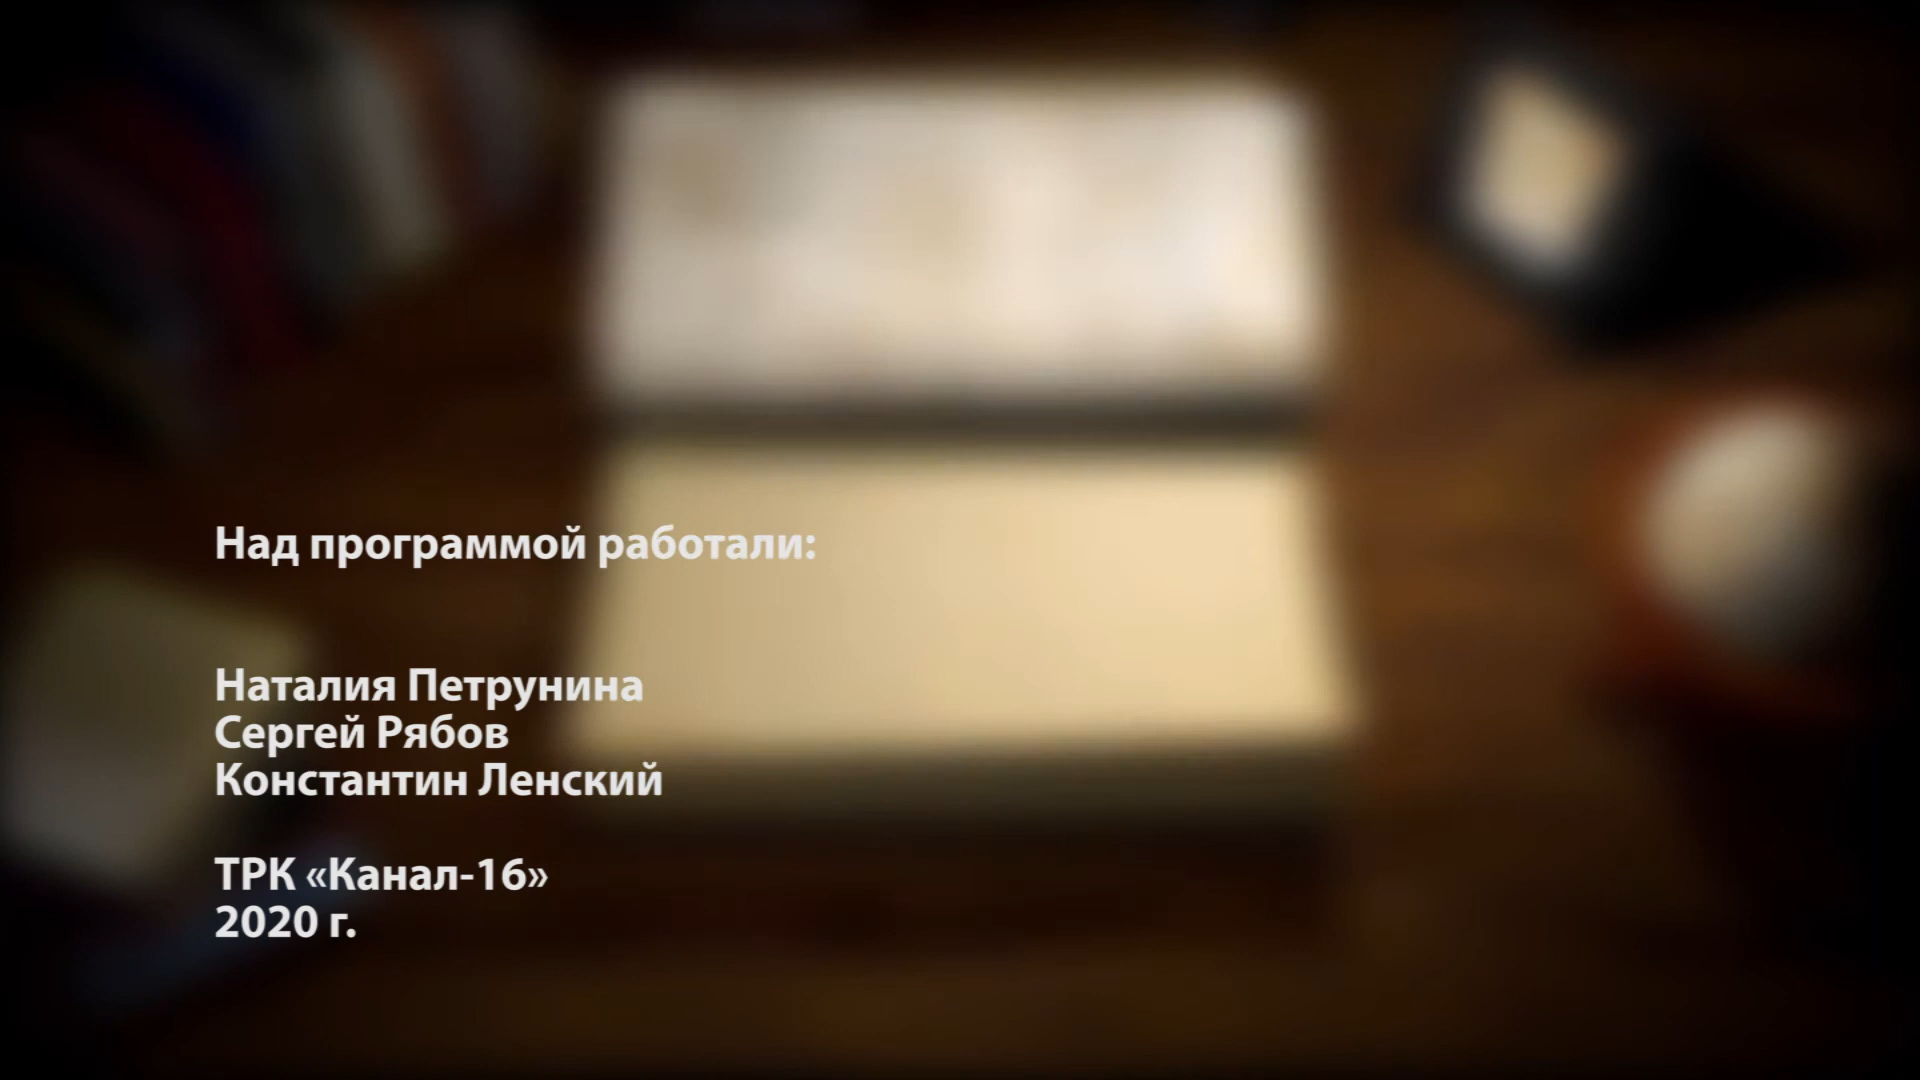 Над программой работали:
Наталия Петрунина
Сергей Рябов
Константин Ленский
ТРК «Канал-16»
2020 г.